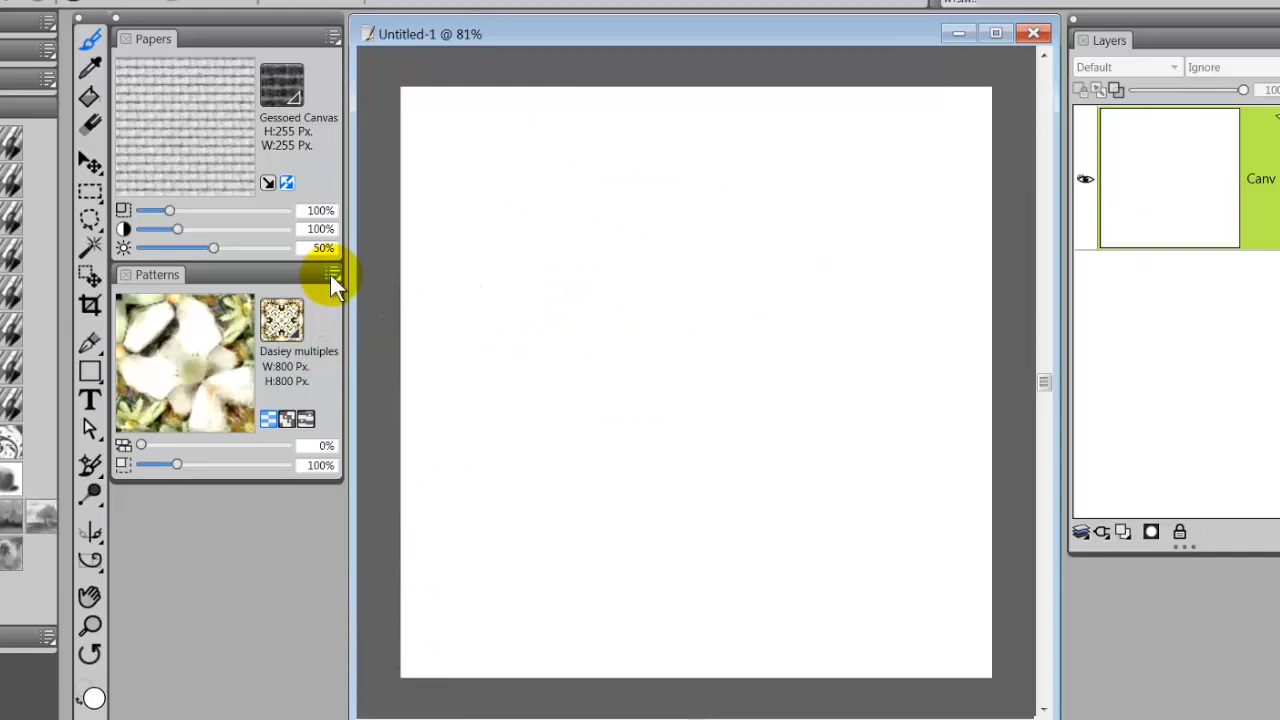 Untitled-1 @ 81%
Papers
Gessoed Canvas
H:255 Px.
W:255 Px.
100%
100%
50%
Patterns
Dasiey multiples
W:800 Px.
H:800 Px.
0%
100%
T
Layers
Default
Ignore
100
Canv